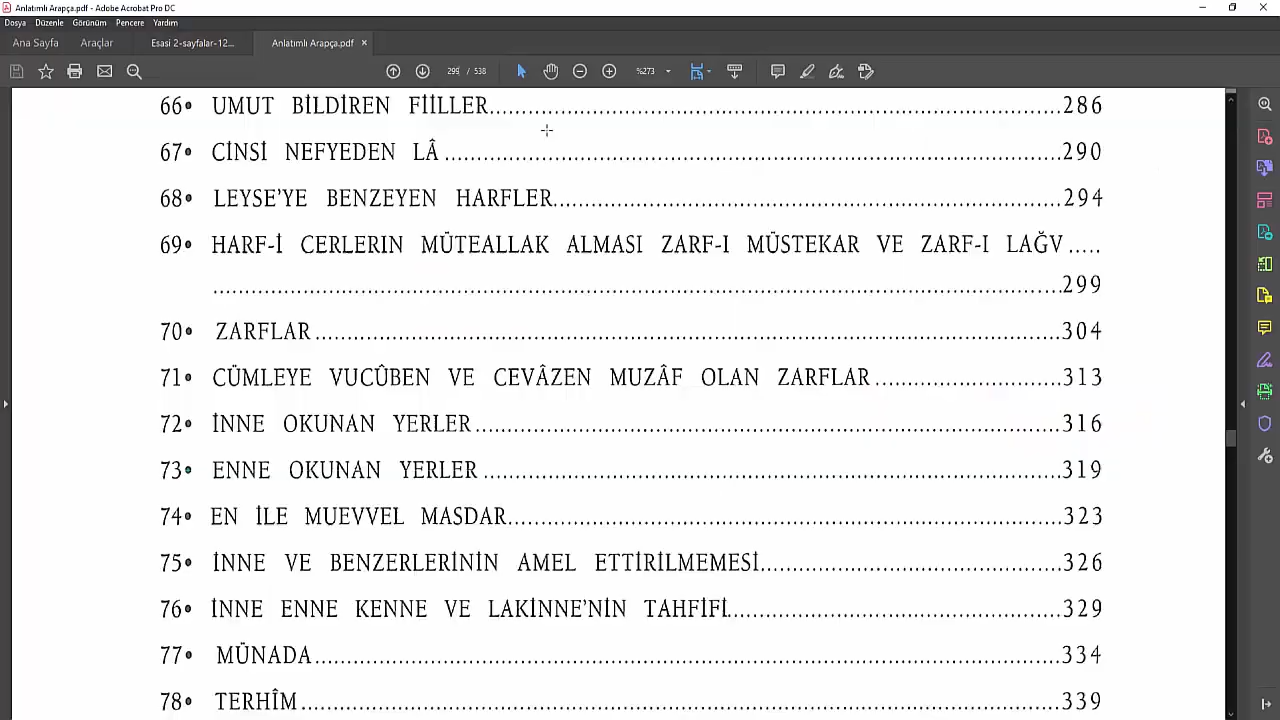 Anlatımlı Arapça.pdf - Adobe Acrobat Pro DC
Dosya Düzenle Görünüm Pencere Yardım
Ana Sayfa Araçlar Esasi 2-sayfalar-12... Anlatımlı Arapça.pdf ×
299 / 538 %273
66• UMUT BİLDİREN FİİLLER..........286
67• CİNSİ NEFYEDEN LÂ ..........290
68• LEYSE'YE BENZEYEN HARFLER..........294
69• HARF-İ CERLERIN MÜTEALLAK ALMASI ZARF-I MÜSTEKAR VE ZARF-I LAĞV .....
..........299
70• ZARFLAR..........304
71• CÜMLEYE VUCÛBEN VE CEVÂZEN MUZÂF OLAN ZARFLAR..........313
72• İNNE OKUNAN YERLER..........316
73• ENNE OKUNAN YERLER..........319
74• EN İLE MUEVVEL MASDAR..........323
75• İNNE VE BENZERLERİNİN AMEL ETTİRİLMEMESİ..........326
76• İNNE ENNE KENNE VE LAKİNNE'NİN TAHFİFİ..........329
77• MÜNADA..........334
78• TERHÎM..........339